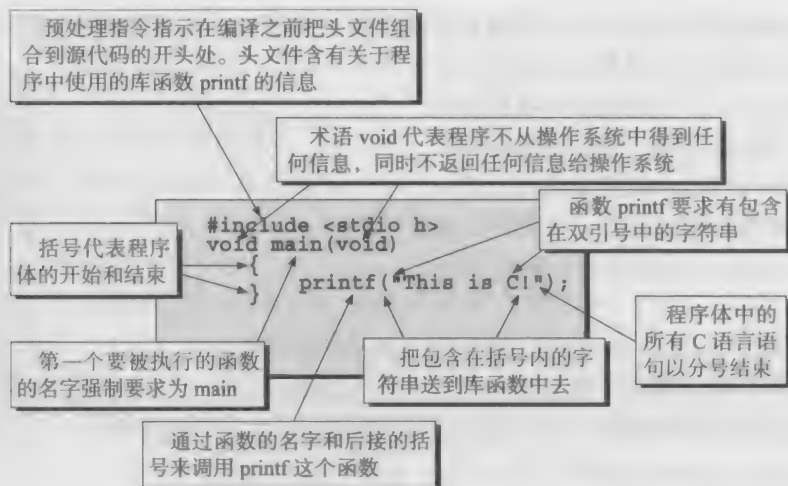 预处理指令指示在编译之前把头文件组
合到源代码的开头处。头文件含有关于程
序中使用的库函数 printf 的信息
术语 void 代表程序不从操作系统中得到任
何信息，同时不返回任何信息给操作系统
函数 printf 要求有包含
在双引号中的字符串
括号代表程序
体的开始和结束
#include <stdio h>
void main(void)
{
printf("This is C!");
}
程序体中的
所有 C 语言语
句以分号结束
第一个要被执行的函数
的名字强制要求为 main
把包含在括号内的字
符串送到库函数中去
通过函数的名字和后接的括
号来调用 printf 这个函数